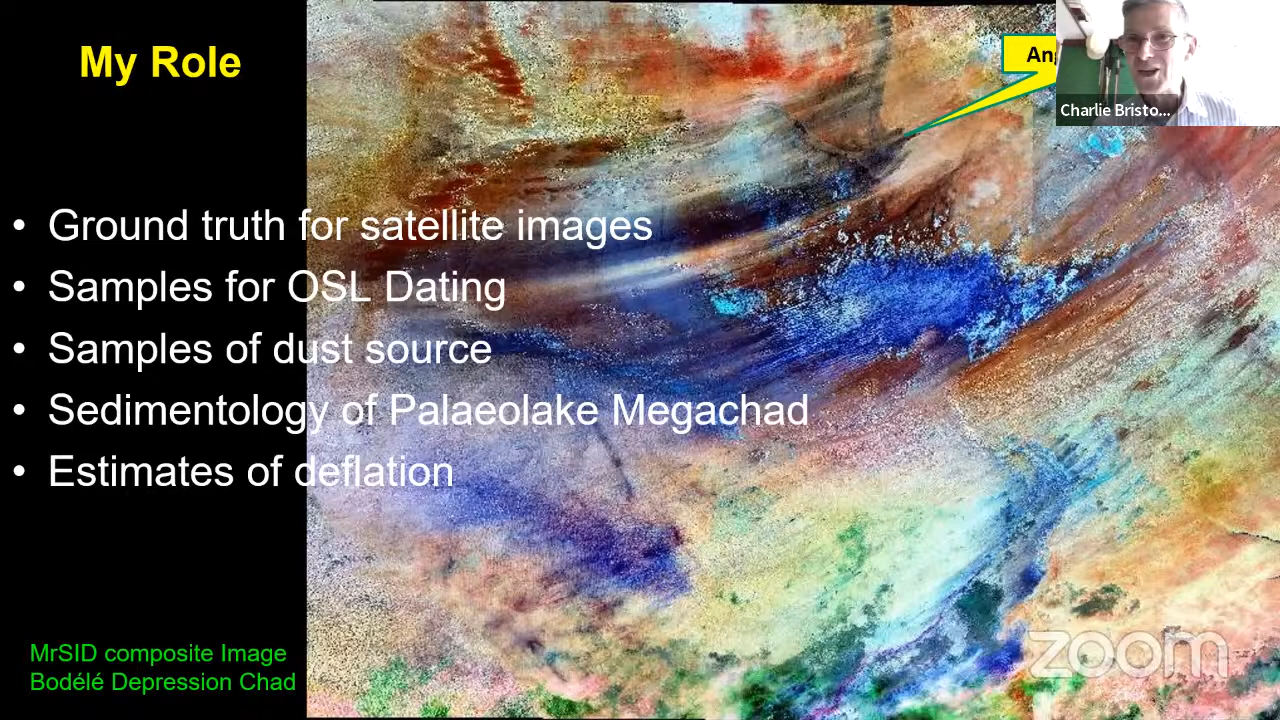 My Role
Charlie Bristo...
• Ground truth for satellite images
• Samples for OSL Dating
• Samples of dust source
• Sedimentology of Palaeolake Megachad
• Estimates of deflation
MrSID composite Image
Bodélé Depression Chad
zoom